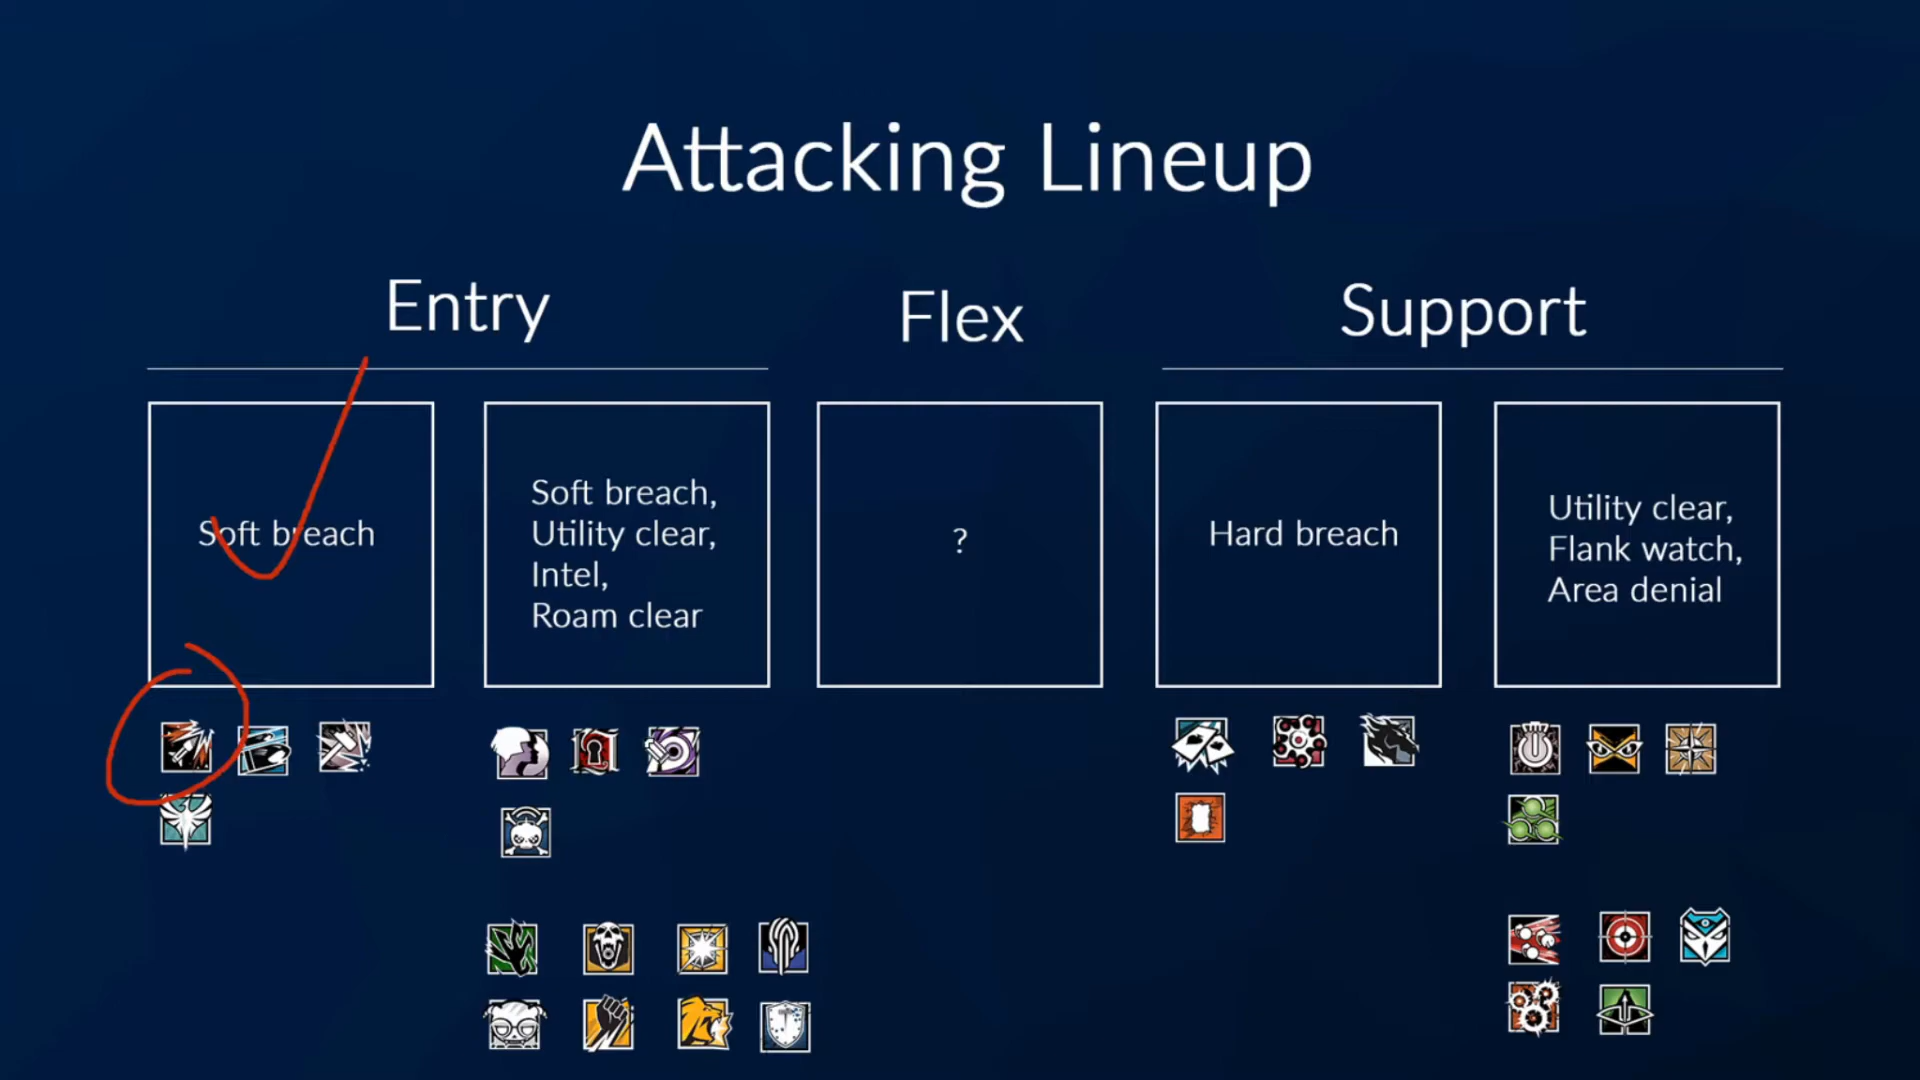 Attacking Lineup
Entry
Flex
Support
Soft breach
Soft breach,
Utility clear,
Intel,
Roam clear
?
Hard breach
Utility clear,
Flank watch,
Area denial